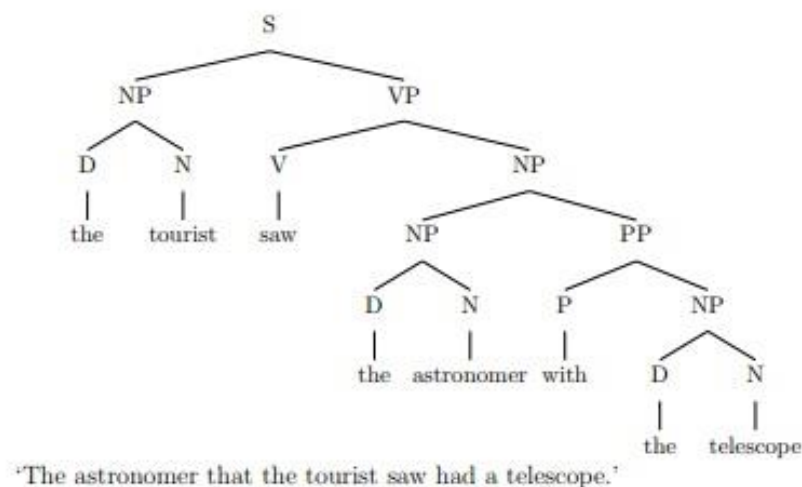 S
NP VP
D N V NP
the tourist saw NP PP
D N P NP
the astronomer with D N
the telescope
‘The astronomer that the tourist saw had a telescope.’